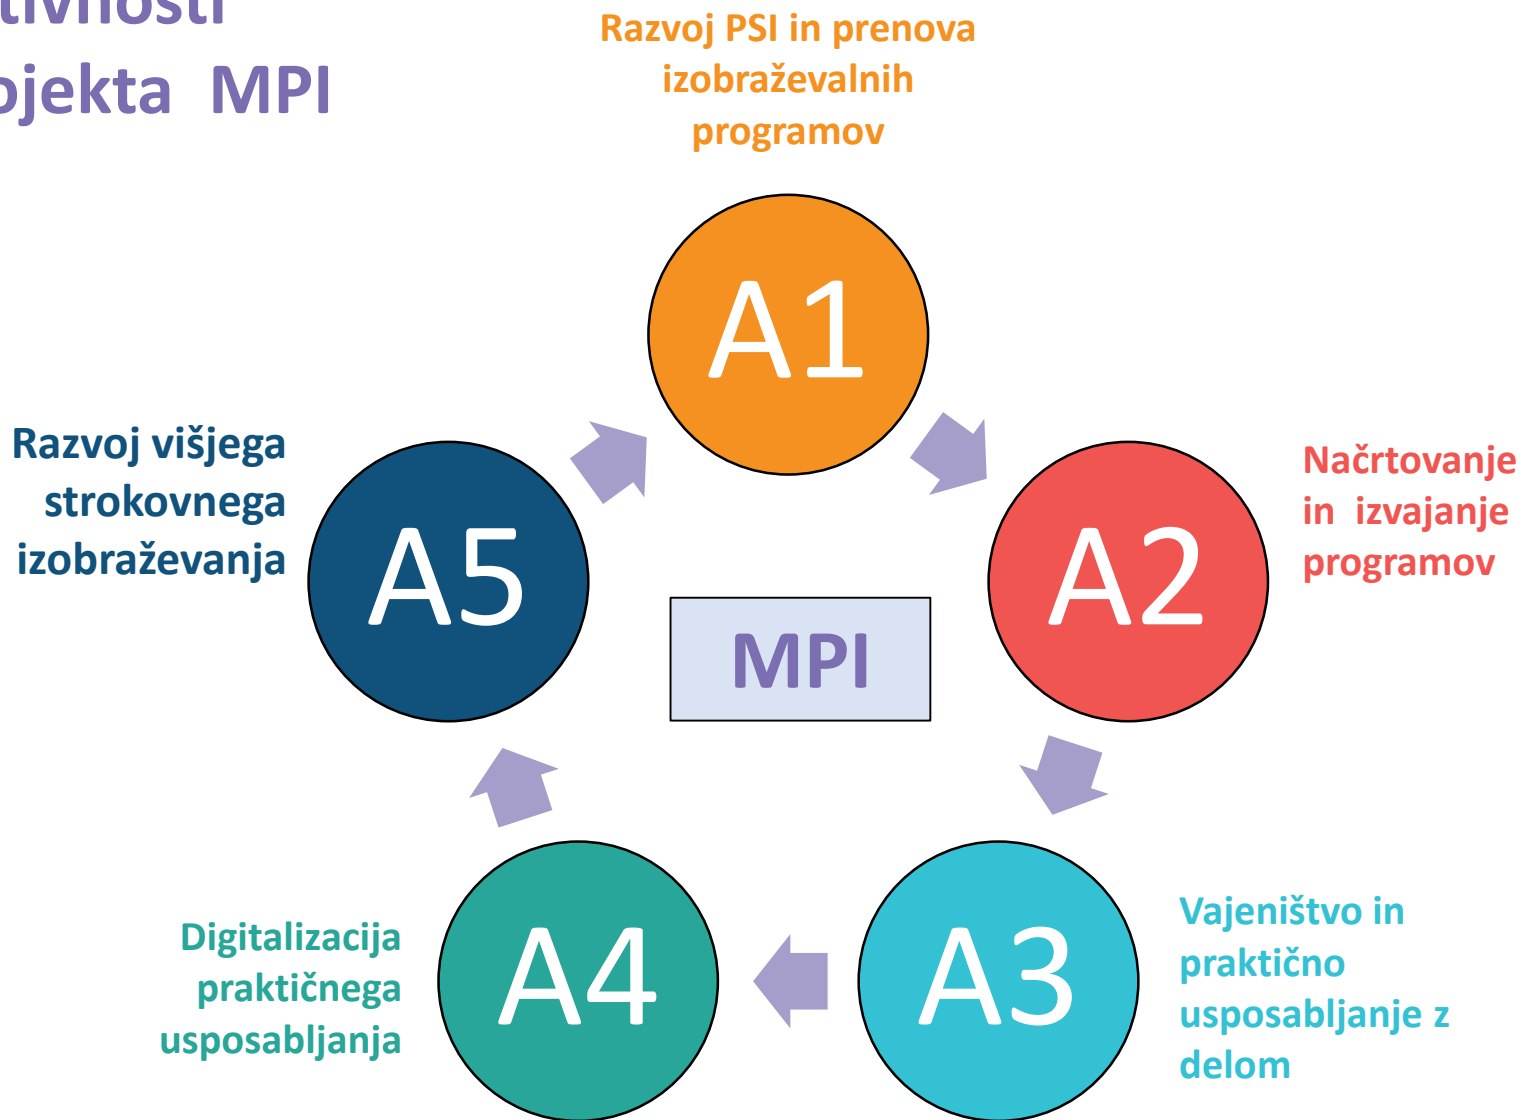 tivnosti
ojekta MPI
Razvoj PSI in prenova
izobraževalnih
programov
A1
Razvoj višjega
strokovnega
izobraževanja
A5
A2
Načrtovanje
in izvajanje
programov
MPI
Digitalizacija
praktičnega
usposabljanja
A4
A3
Vajeništvo in
praktično
usposabljanje z
delom